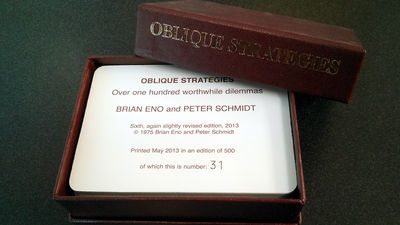 OBLIQUE STRATEGIES
OBLIQUE STRATEGIES
Over one hundred worthwhile dilemmas
BRIAN ENO and PETER SCHMIDT
Sixth, again slightly revised edition, 2013
© 1975 Brian Eno and Peter Schmidt
Printed May 2013 in an edition of 500
of which this is number: 31